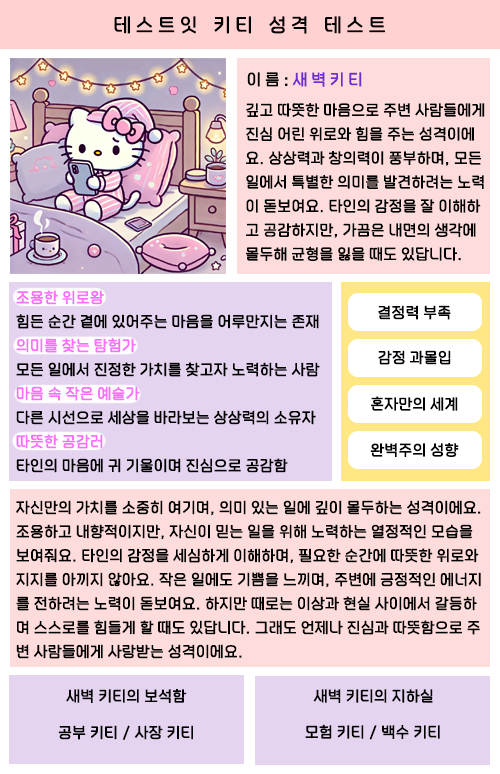 테스트잇 키티 성격 테스트
이름 : 새벽키티
깊고 따뜻한 마음으로 주변 사람들에게
진심 어린 위로와 힘을 주는 성격이에
요. 상상력과 창의력이 풍부하며, 모든
일에서 특별한 의미를 발견하려는 노력
이 돋보여요. 타인의 감정을 잘 이해하
고 공감하지만, 가끔은 내면의 생각에
몰두해 균형을 잃을 때도 있답니다.
조용한 위로왕
힘든 순간 곁에 있어주는 마음을 어루만지는 존재
의미를 찾는 탐험가
모든 일에서 진정한 가치를 찾고자 노력하는 사람
마음 속 작은 예술가
다른 시선으로 세상을 바라보는 상상력의 소유자
따뜻한 공감러
타인의 마음에 귀 기울이며 진심으로 공감함
결정력 부족
감정 과몰입
혼자만의 세계
완벽주의 성향
자신만의 가치를 소중히 여기며, 의미 있는 일에 깊이 몰두하는 성격이에요.
조용하고 내향적이지만, 자신이 믿는 일을 위해 노력하는 열정적인 모습을
보여줘요. 타인의 감정을 세심하게 이해하며, 필요한 순간에 따뜻한 위로와
지지를 아끼지 않아요. 작은 일에도 기쁨을 느끼며, 주변에 긍정적인 에너지
를 전하려는 노력이 돋보여요. 하지만 때로는 이상과 현실 사이에서 갈등하
며 스스로를 힘들게 할 때도 있답니다. 그래도 언제나 진심과 따뜻함으로 주
변 사람들에게 사랑받는 성격이에요.
새벽 키티의 보석함
공부 키티 / 사장 키티
새벽 키티의 지하실
모험 키티 / 백수 키티